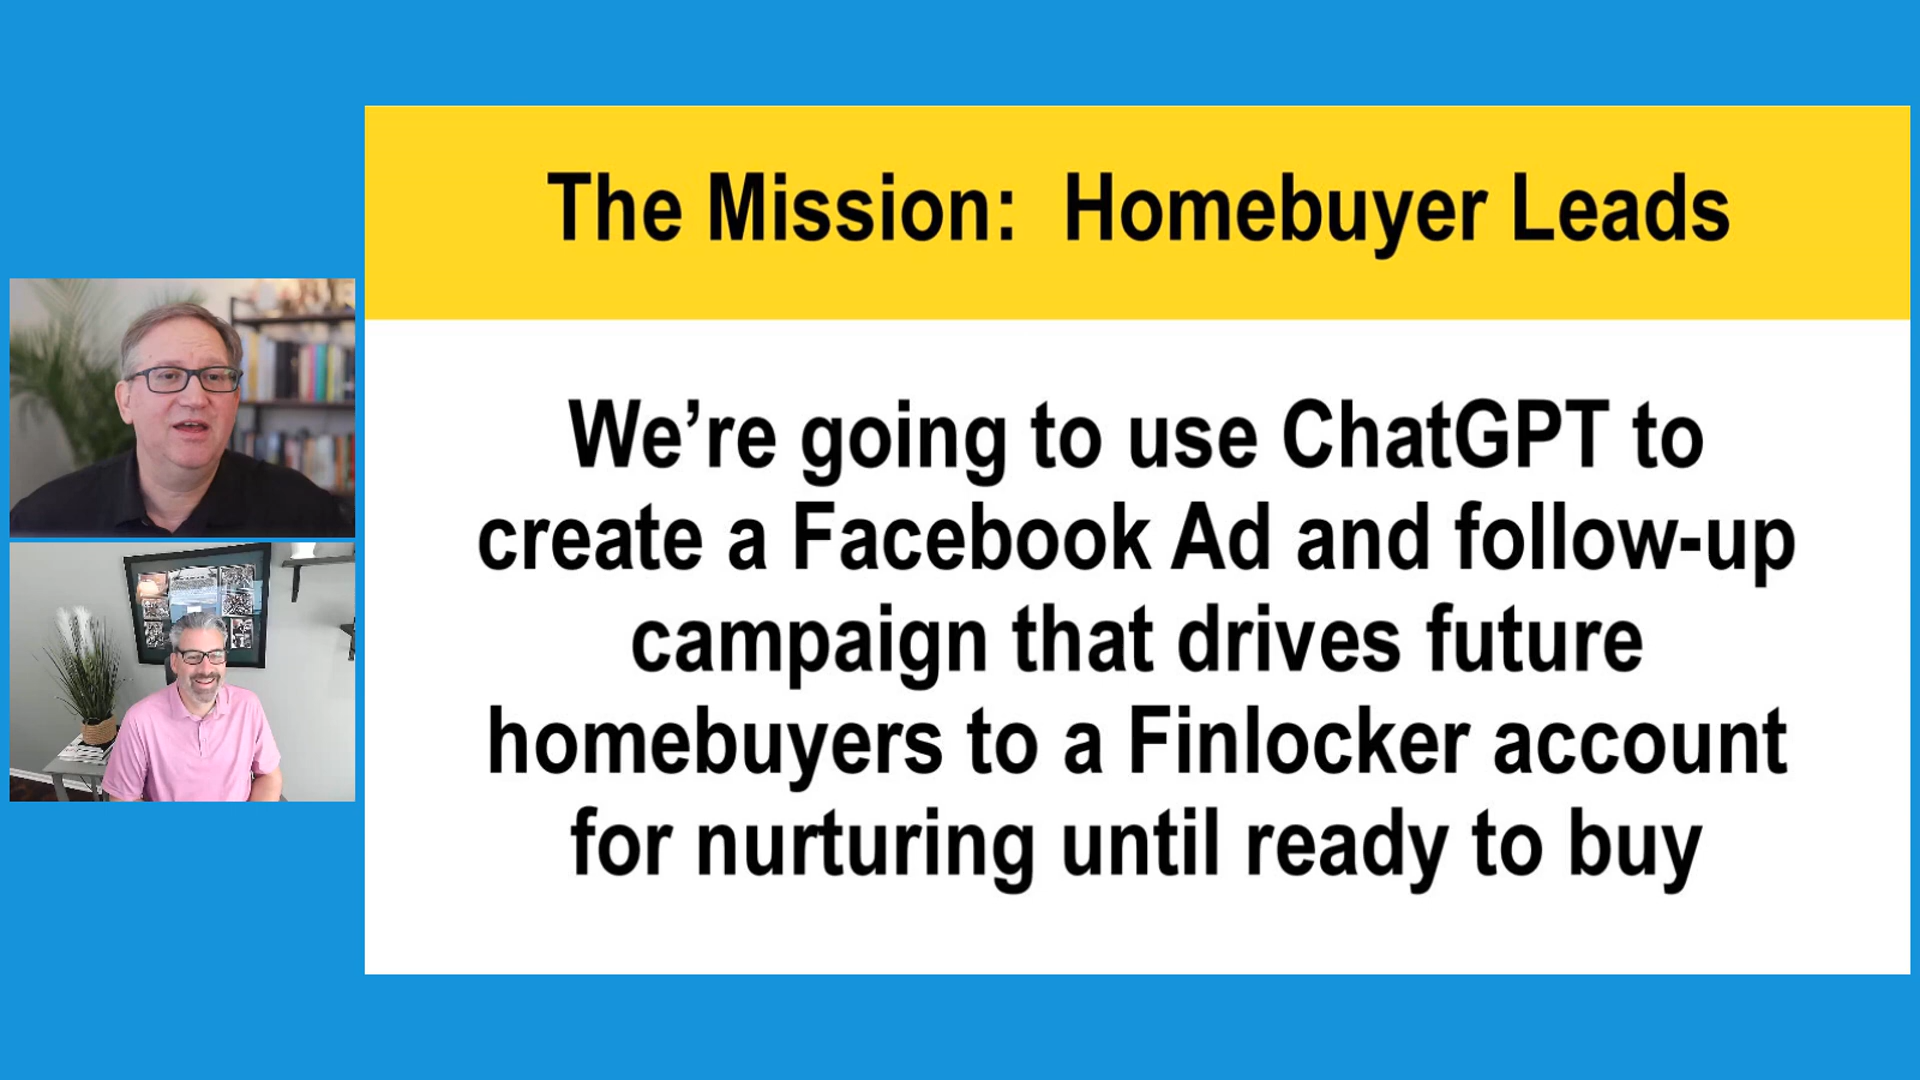 The Mission: Homebuyer Leads
We’re going to use ChatGPT to
create a Facebook Ad and follow-up
campaign that drives future
homebuyers to a Finlocker account
for nurturing until ready to buy